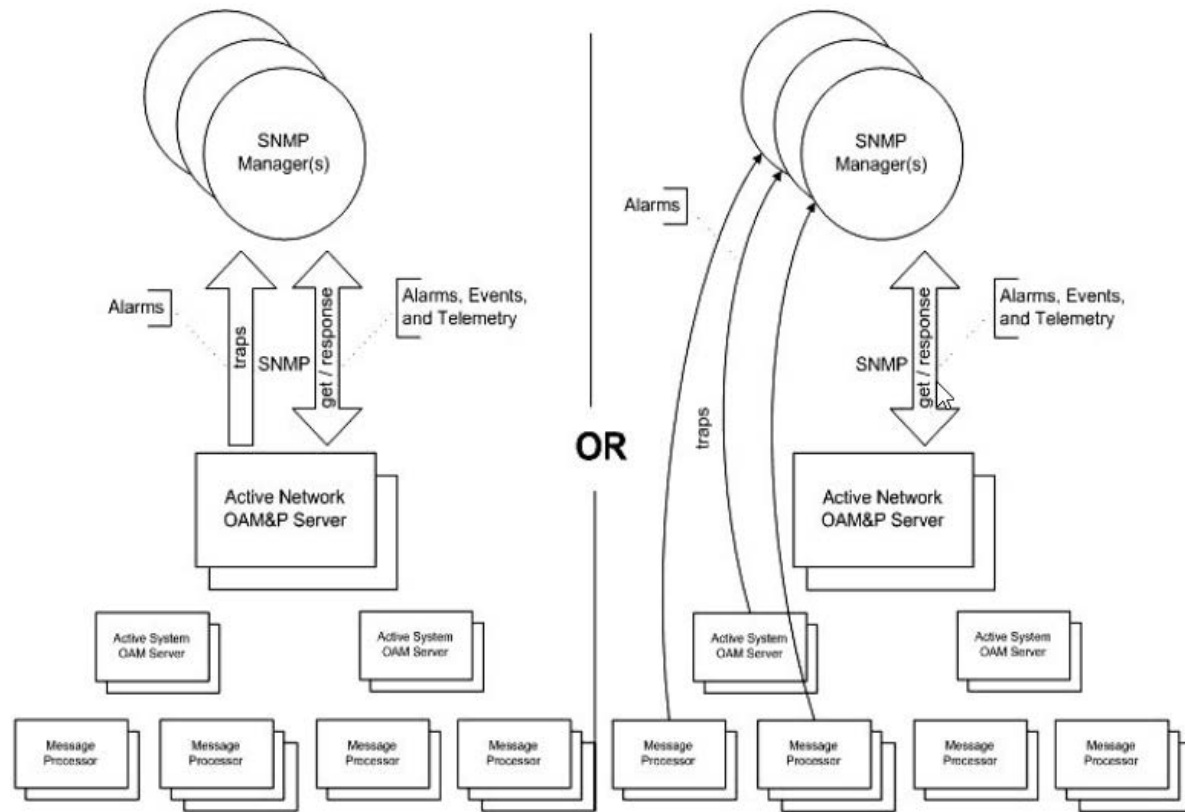 SNMP
Manager(s)
Alarms
traps
SNMP
get / response
Alarms, Events,
and Telemetry
Active Network
OAM&P Server
Active System
OAM Server
Active System
OAM Server
Message
Processor
Message
Processor
Message
Processor
Message
Processor
OR
SNMP
Manager(s)
Alarms
traps
SNMP
get / response
Alarms, Events,
and Telemetry
Active Network
OAM&P Server
Active System
OAM Server
Active System
OAM Server
Message
Processor
Message
Processor
Message
Processor
Message
Processor